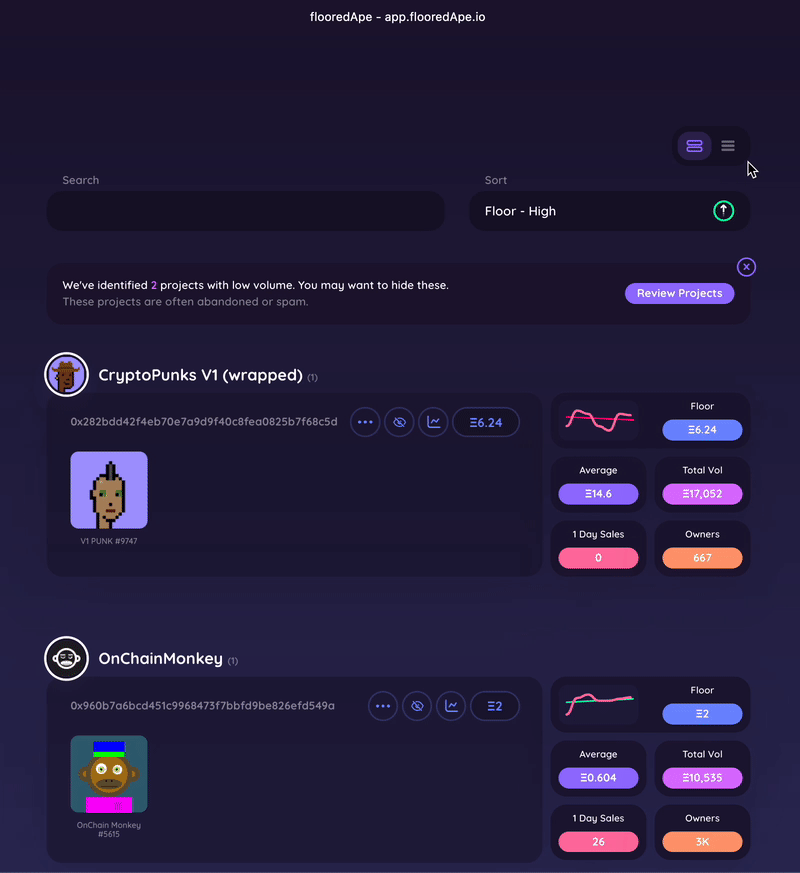 flooredApe - app.flooredApe.io
Search
Sort
Floor - High
We've identified 2 projects with low volume. You may want to hide these.
These projects are often abandoned or spam.
Review Projects
CryptoPunks V1 (wrapped) (1)
0x282bdd42f4eb70e7a9d9f40c8fea0825b7f68c5d
Ξ6.24
V1 PUNK #9747
Floor
Ξ6.24
Average
Total Vol
Ξ14.6
Ξ17,052
1 Day Sales
Owners
0
667
OnChainMonkey (1)
0x960b7a6bcd451c9968473f7bbfd9be826efd549a
Ξ2
OnChain Monkey
#5615
Floor
Ξ2
Average
Total Vol
Ξ0.604
Ξ10,535
1 Day Sales
Owners
26
3K